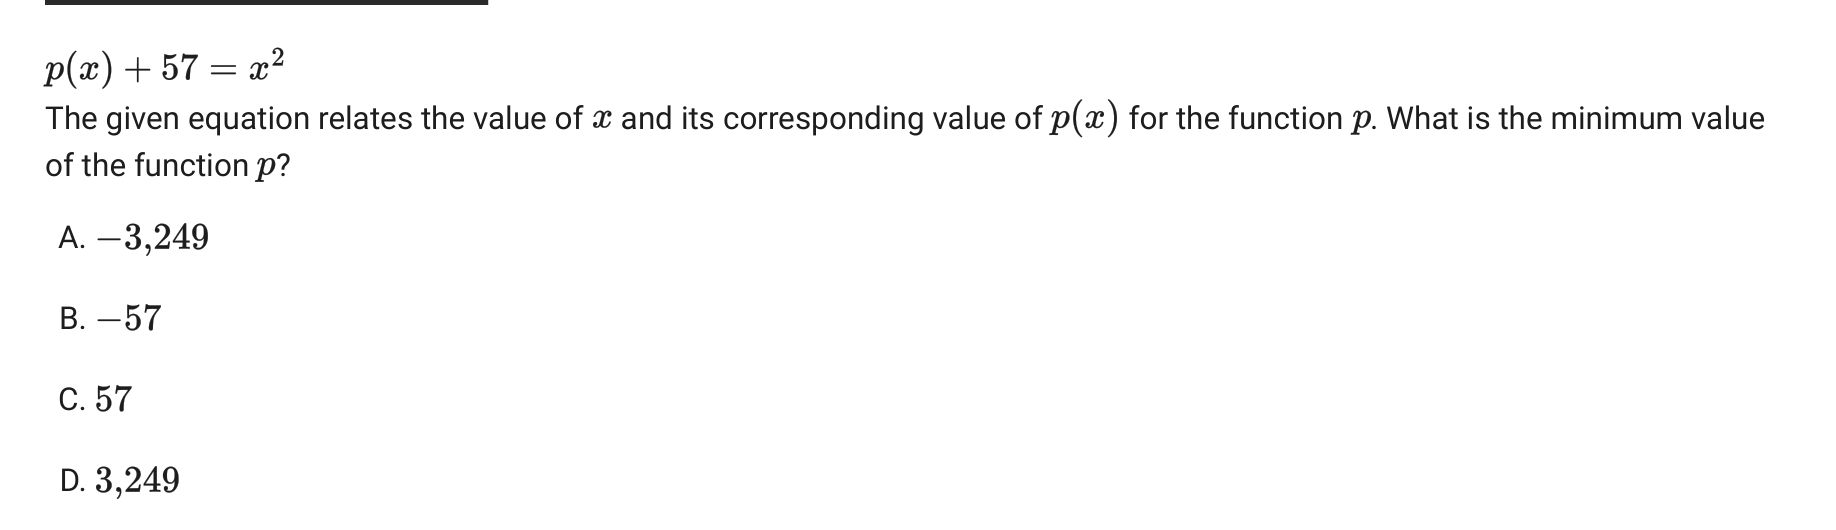 p(x) + 57 = x²
The given equation relates the value of x and its corresponding value of p(x) for the function p. What is the minimum value
of the function p?
A. −3,249
B. −57
C. 57
D. 3,249